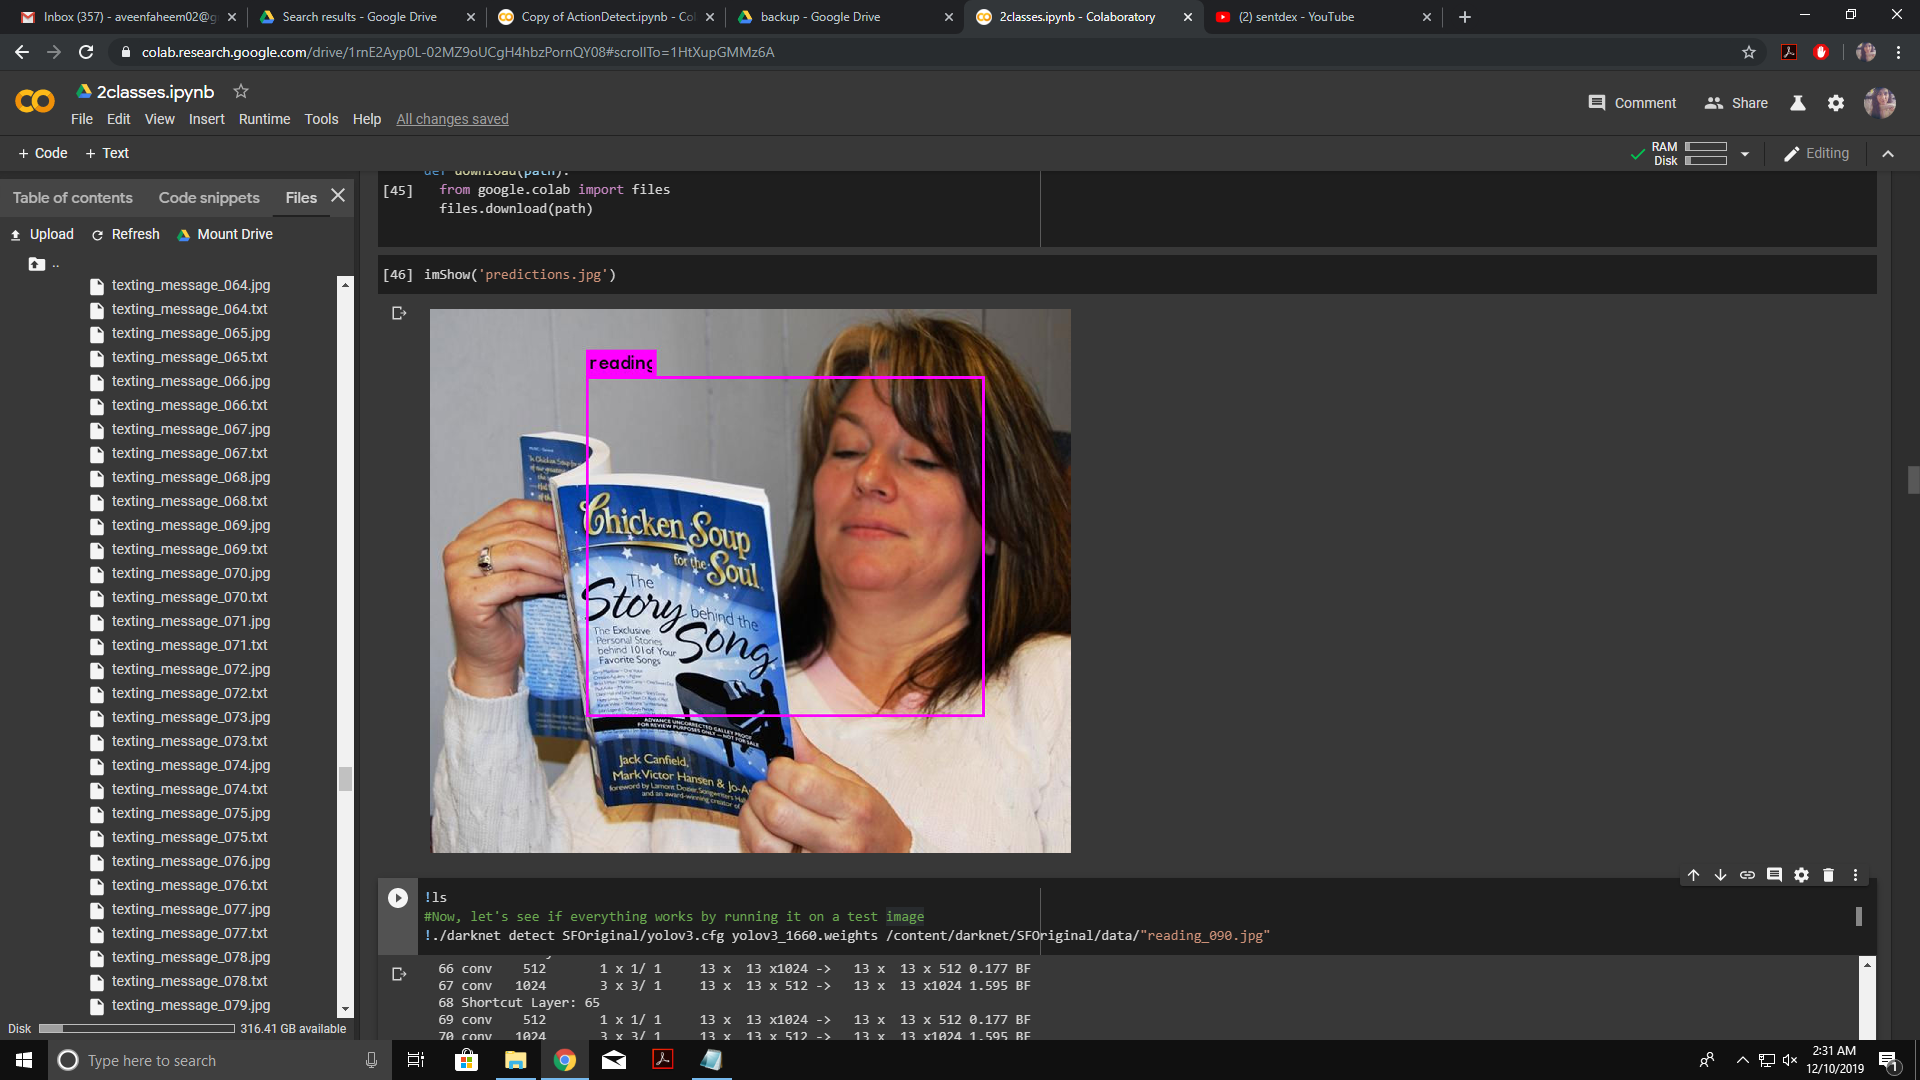 Inbox (357) - aveenfaheem02@g
Search results - Google Drive
Copy of ActionDetect.ipynb - Co
backup - Google Drive
2classes.ipynb - Colaboratory
(2) sentdex - YouTube
colab.research.google.com/drive/1rnE2Ayp0L-02MZ9oUCgH4hbzPornQY08#scrollTo=1HtXupGMMz6A
2classes.ipynb
File Edit View Insert Runtime Tools Help All changes saved
Comment Share
+ Code + Text
RAM
Disk
Editing
Table of contents Code snippets Files
Upload Refresh Mount Drive
..
texting_message_064.jpg
texting_message_064.txt
texting_message_065.jpg
texting_message_065.txt
texting_message_066.jpg
texting_message_066.txt
texting_message_067.jpg
texting_message_067.txt
texting_message_068.jpg
texting_message_068.txt
texting_message_069.jpg
texting_message_069.txt
texting_message_070.jpg
texting_message_070.txt
texting_message_071.jpg
texting_message_071.txt
texting_message_072.jpg
texting_message_072.txt
texting_message_073.jpg
texting_message_073.txt
texting_message_074.jpg
texting_message_074.txt
texting_message_075.jpg
texting_message_075.txt
texting_message_076.jpg
texting_message_076.txt
texting_message_077.jpg
texting_message_077.txt
texting_message_078.jpg
texting_message_078.txt
texting_message_079.jpg
Disk 316.41 GB available
def download(path):
[45] from google.colab import files
files.download(path)
[46] imShow('predictions.jpg')
reading
Chicken Soup
for the Soul
The
Story behind the
Song
The Exclusive
Personal Stories
behind 101 of Your
Favorite Songs
ADVANCE UNCORRECTED GALLEY PROOF
FOR REVIEW PURPOSES ONLY — NOT FOR SALE
Jack Canfield,
Mark Victor Hansen & Jo-A
foreword by Lamont Dozier, Songwriters Hall
and an award-winning creator of
!ls
#Now, let's see if everything works by running it on a test image
!./darknet detect SFOriginal/yolov3.cfg yolov3_1660.weights /content/darknet/SFOriginal/data/"reading_090.jpg"
66 conv 512 1 x 1/ 1 13 x 13 x1024 -> 13 x 13 x 512 0.177 BF
67 conv 1024 3 x 3/ 1 13 x 13 x 512 -> 13 x 13 x1024 1.595 BF
68 Shortcut Layer: 65
69 conv 512 1 x 1/ 1 13 x 13 x1024 -> 13 x 13 x 512 0.177 BF
70 conv 1024 3 x 3/ 1 13 x 13 x 512 -> 13 x 13 x1024 1.595 BF
Type here to search
2:31 AM
12/10/2019
1